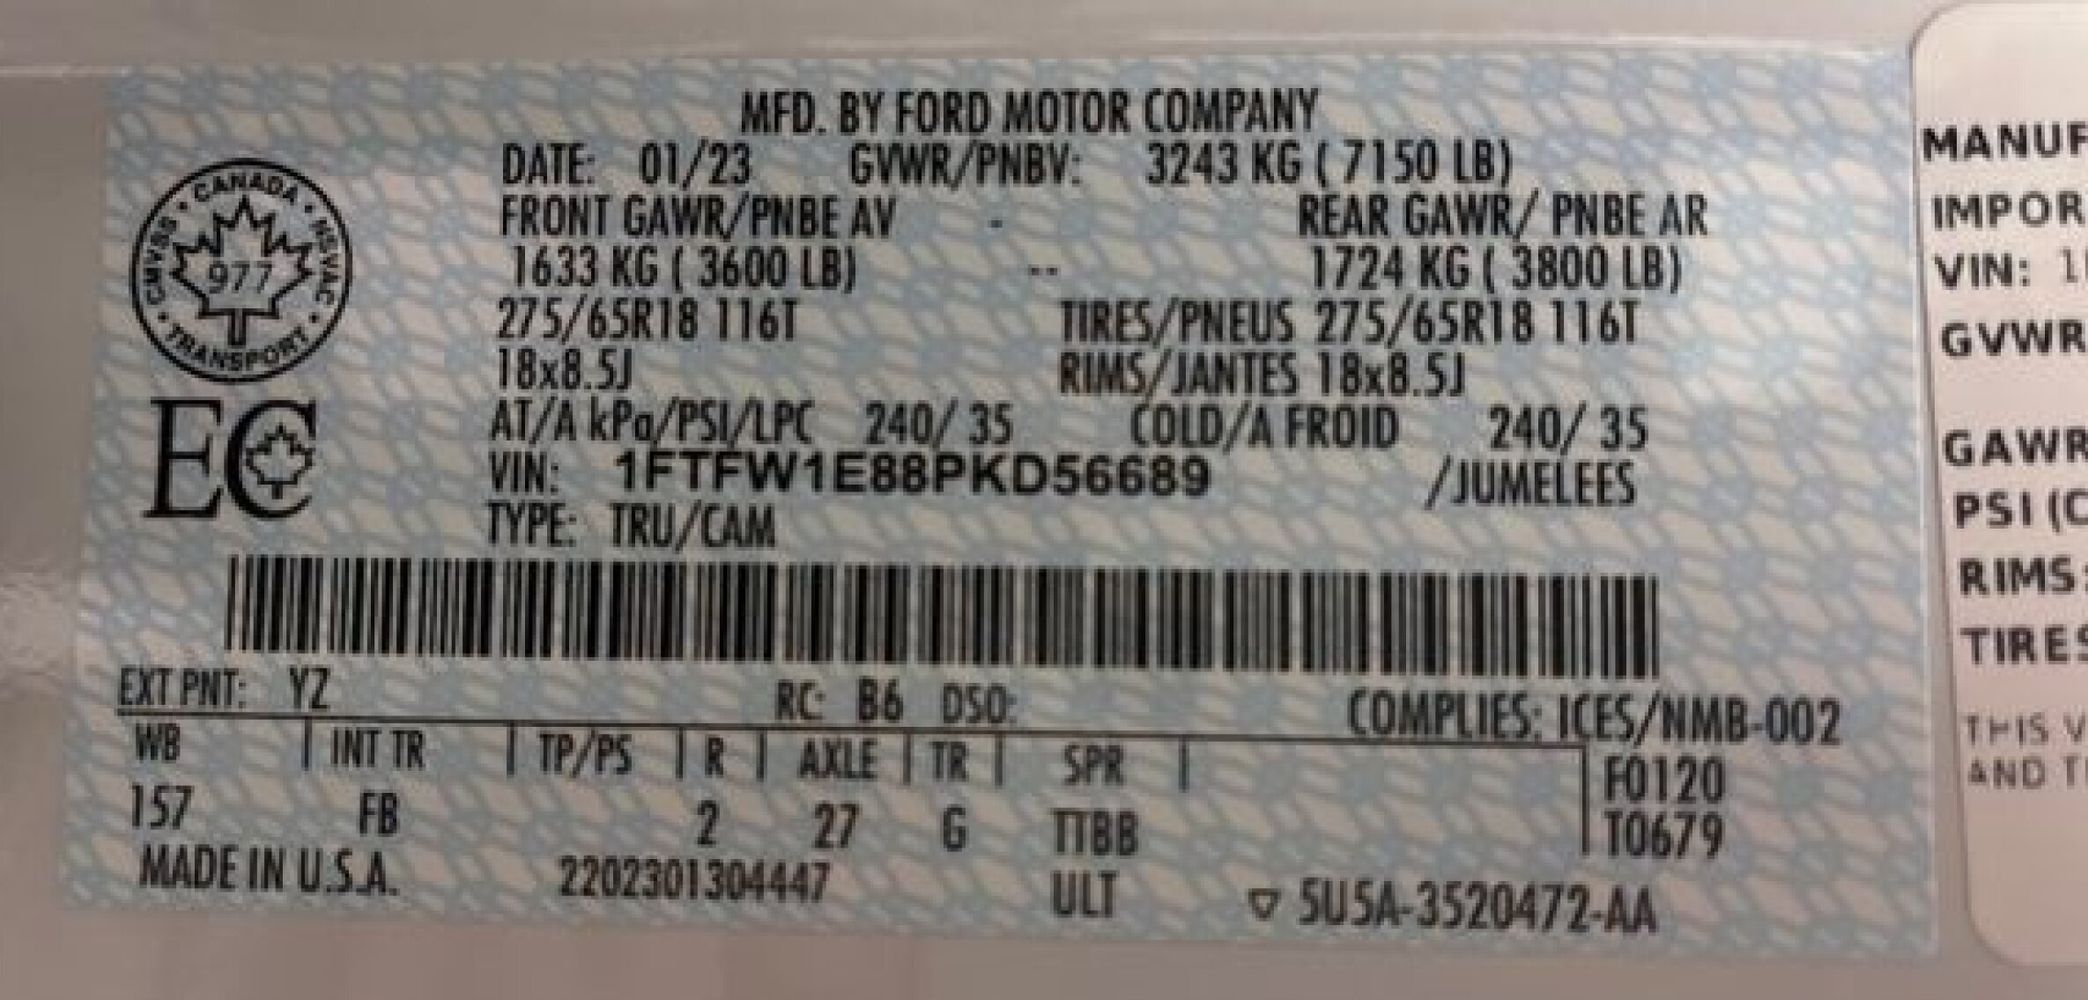 MFD. BY FORD MOTOR COMPANY
DATE: 01/23 GVWR/PNBV: 3243 KG ( 7150 LB)
FRONT GAWR/PNBE AV - REAR GAWR/ PNBE AR
1633 KG ( 3600 LB) -- 1724 KG ( 3800 LB)
275/65R18 116T TIRES/PNEUS 275/65R18 116T
18x8.5J RIMS/JANTES 18x8.5J
AT/A kPa/PSI/LPC 240/ 35 COLD/A FROID 240/ 35
VIN: 1FTFW1E88PKD56689 /JUMELEES
TYPE: TRU/CAM
CANADA • NSVAC • TRANSPORT • CMVSS
977
EC
EXT PNT: YZ RC: B6 DSO:
COMPLIES: ICES/NMB-002
WB | INT TR | TP/PS | R | AXLE | TR | SPR |
F0120
157 FB 2 27 G TTBB
T0679
MADE IN U.S.A. 2202301304447 ULT 5U5A-3520472-AA
MANUF
IMPOR
VIN: 1
GVWR
GAWR
PSI (C
RIMS:
TIRES
THIS V
AND T